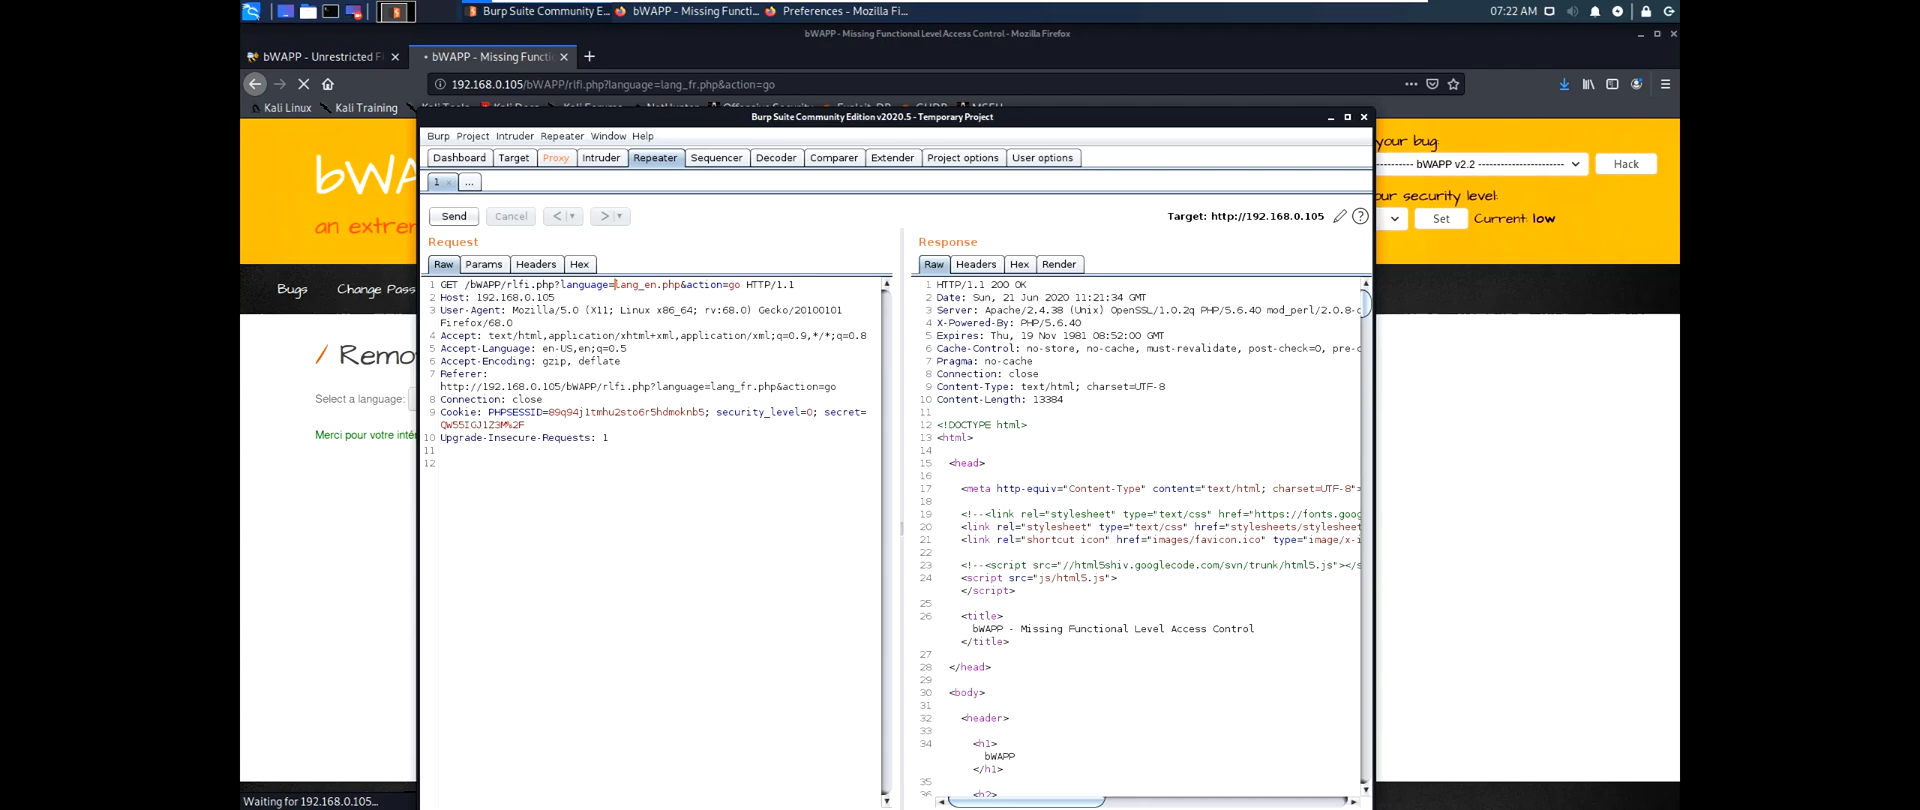 Burp Suite Community E...
bWAPP - Missing Functi...
Preferences - Mozilla Fi...
07:22 AM
bWAPP - Missing Functional Level Access Control - Mozilla Firefox
bWAPP - Unrestricted Fi
bWAPP - Missing Functi
192.168.0.105/bWAPP/rlfi.php?language=lang_fr.php&action=go
Kali Linux
Kali Training
Burp Suite Community Edition v2020.5 - Temporary Project
Burp Project Intruder Repeater Window Help
Dashboard Target Proxy Intruder Repeater Sequencer Decoder Comparer Extender Project options User options
1 ...
Send Cancel < >
Target: http://192.168.0.105
Request
Raw Params Headers Hex
1 GET /bWAPP/rlfi.php?language=lang_en.php&action=go HTTP/1.1
2 Host: 192.168.0.105
3 User-Agent: Mozilla/5.0 (X11; Linux x86_64; rv:68.0) Gecko/20100101
Firefox/68.0
4 Accept: text/html,application/xhtml+xml,application/xml;q=0.9,*/*;q=0.8
5 Accept-Language: en-US,en;q=0.5
6 Accept-Encoding: gzip, deflate
7 Referer:
http://192.168.0.105/bWAPP/rlfi.php?language=lang_fr.php&action=go
8 Connection: close
9 Cookie: PHPSESSID=89q94j1tmhu2sto6r5hdmoknb5; security_level=0; secret=
QW55IGJ1Z3M%2F
10 Upgrade-Insecure-Requests: 1
11
12
Response
Raw Headers Hex Render
1 HTTP/1.1 200 OK
2 Date: Sun, 21 Jun 2020 11:21:34 GMT
3 Server: Apache/2.4.38 (Unix) OpenSSL/1.0.2q PHP/5.6.40 mod_perl/2.0.8-
4 X-Powered-By: PHP/5.6.40
5 Expires: Thu, 19 Nov 1981 08:52:00 GMT
6 Cache-Control: no-store, no-cache, must-revalidate, post-check=0, pre-c
7 Pragma: no-cache
8 Connection: close
9 Content-Type: text/html; charset=UTF-8
10 Content-Length: 13384
11
12 <!DOCTYPE html>
13 <html>
14
15 <head>
16
17 <meta http-equiv="Content-Type" content="text/html; charset=UTF-8"
18
19 <!--<link rel="stylesheet" type="text/css" href="https://fonts.goog
20 <link rel="stylesheet" type="text/css" href="stylesheets/stylesheet
21 <link rel="shortcut icon" href="images/favicon.ico" type="image/x-i
22
23 <!--<script src="//html5shiv.googlecode.com/svn/trunk/html5.js"></s
24 <script src="js/html5.js">
</script>
25
26 <title>
bWAPP - Missing Functional Level Access Control
</title>
27
28 </head>
29
30 <body>
31
32 <header>
33
34 <h1>
bWAPP
</h1>
35
36 <h2>
bWA
an extrem
your bug:
---------- bWAPP v2.2 ----------------------
Hack
our security level:
Set
Current: low
Bugs
Change Pass
/ Remo
Select a language:
Merci pour votre inté
Waiting for 192.168.0.105...